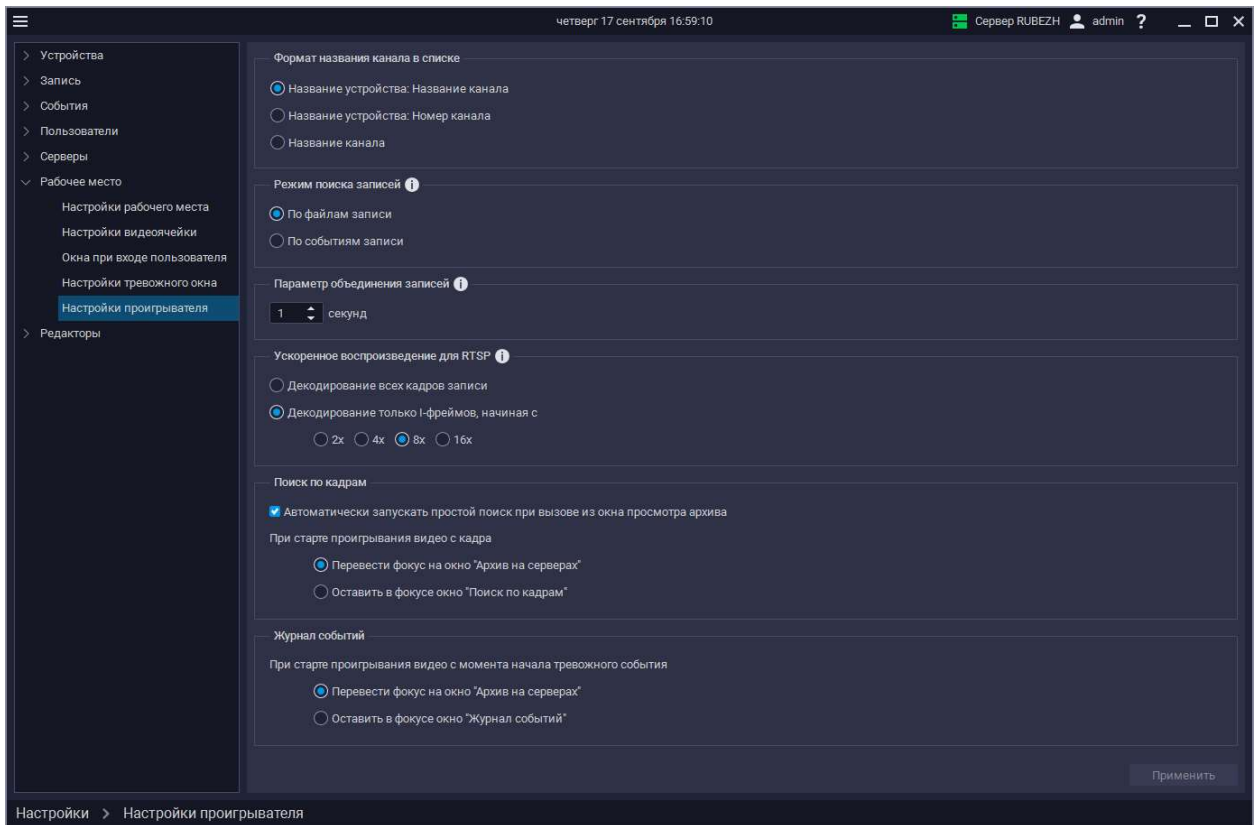 четверг 17 сентября 16:59:10
Сервер RUBEZH admin ?
Устройства
Запись
События
Пользователи
Серверы
Рабочее место
Настройки рабочего места
Настройки видеоячейки
Окна при входе пользователя
Настройки тревожного окна
Настройки проигрывателя
Редакторы
Формат названия канала в списке
Название устройства: Название канала
Название устройства: Номер канала
Название канала
Режим поиска записей i
По файлам записи
По событиям записи
Параметр объединения записей i
1 секунд
Ускоренное воспроизведение для RTSP i
Декодирование всех кадров записи
Декодирование только I-фреймов, начиная с
2x 4x 8x 16x
Поиск по кадрам
Автоматически запускать простой поиск при вызове из окна просмотра архива
При старте проигрывания видео с кадра
Перевести фокус на окно "Архив на серверах"
Оставить в фокусе окно "Поиск по кадрам"
Журнал событий
При старте проигрывания видео с момента начала тревожного события
Перевести фокус на окно "Архив на серверах"
Оставить в фокусе окно "Журнал событий"
Применить
Настройки > Настройки проигрывателя